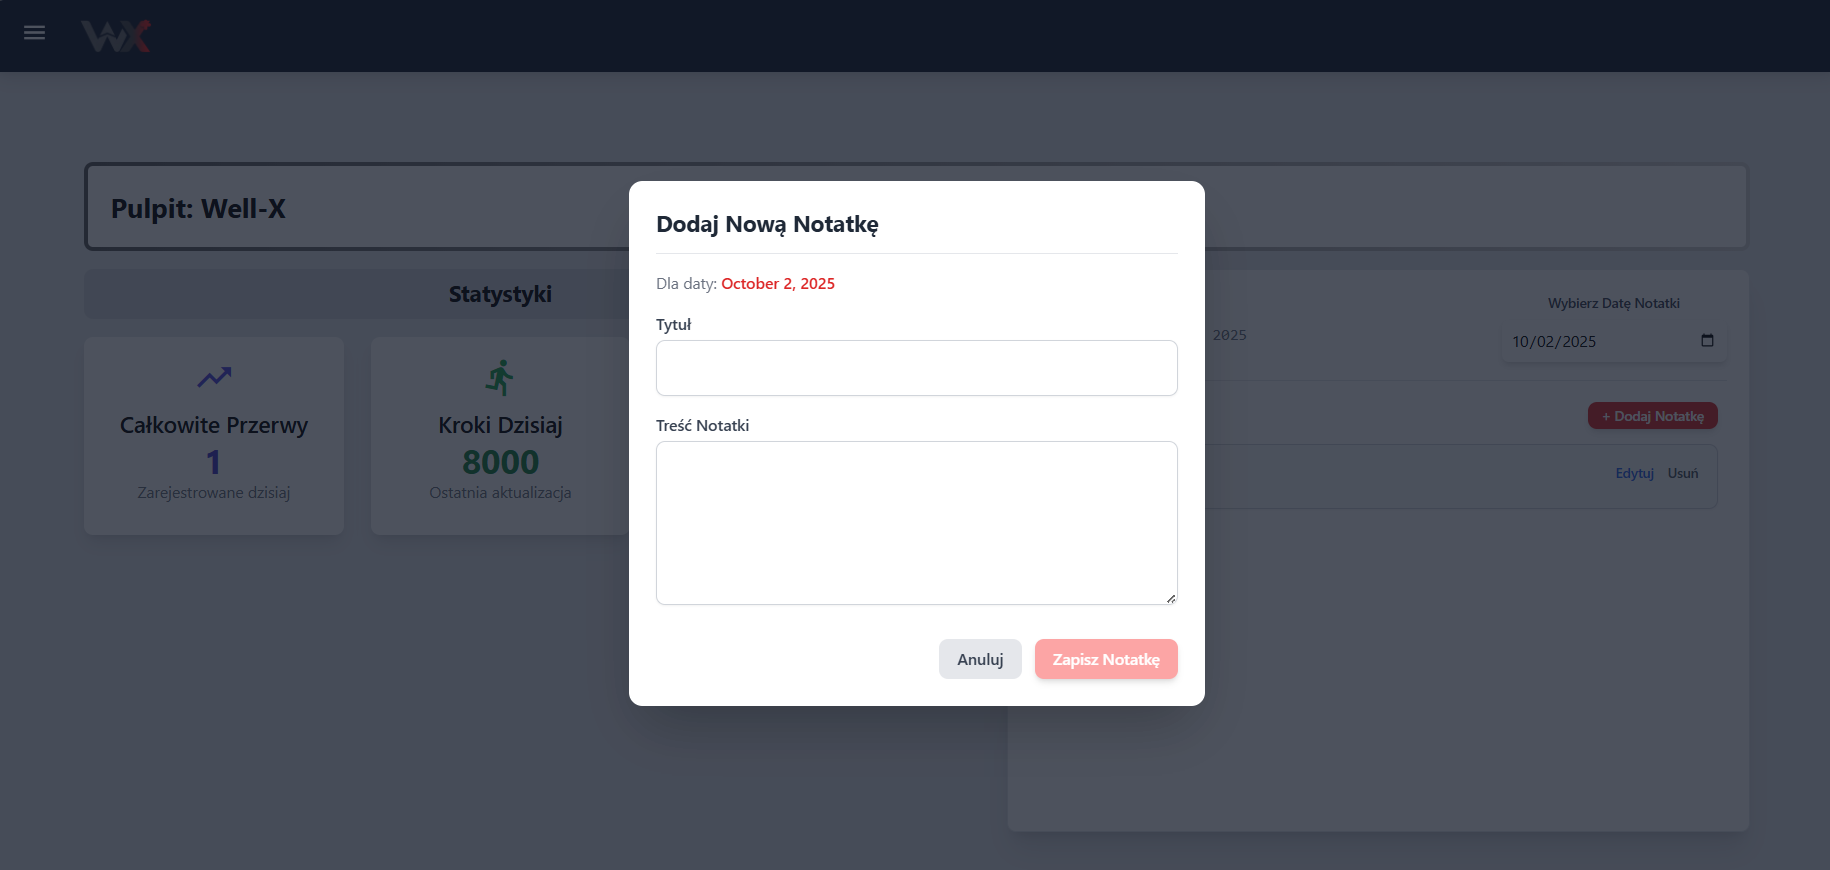 WX
Pulpit: Well-X
Statystyki
Całkowite Przerwy
1
Zarejestrowane dzisiaj
Kroki Dzisiaj
8000
Ostatnia aktualizacja
Dodaj Nową Notatkę
Dla daty: October 2, 2025
Tytuł
Treść Notatki
Anuluj
Zapisz Notatkę
2025
Wybierz Datę Notatki
10/02/2025
+ Dodaj Notatkę
Edytuj
Usuń